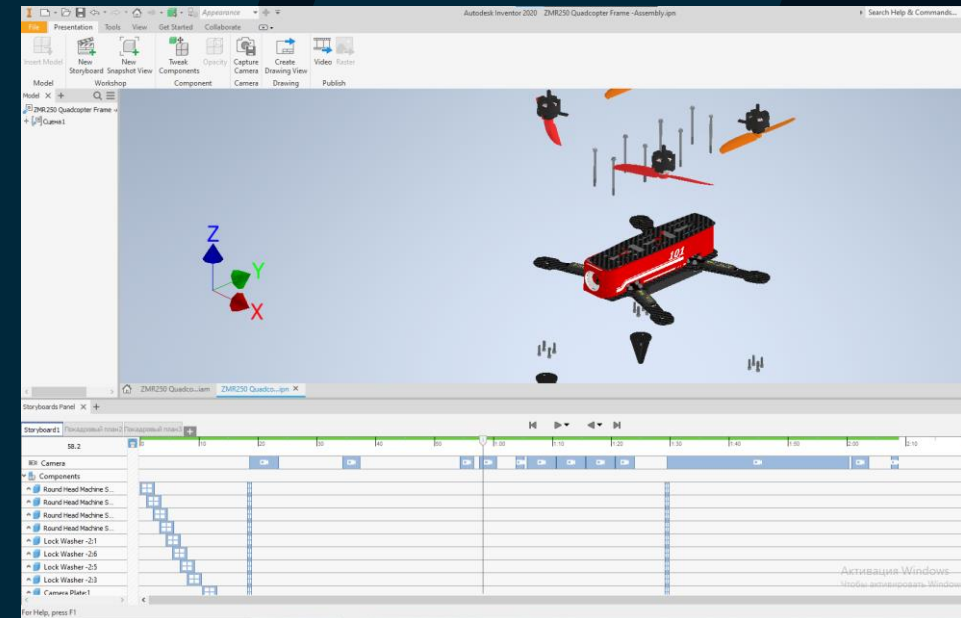 Appearance
Autodesk Inventor 2020 ZMR250 Quadcopter Frame -Assembly.ipn
Search Help & Commands...
File Presentation Tools View Get Started Collaborate
Insert Model
New Storyboard
New Snapshot View
Tweak Components
Opacity
Capture Camera
Create Drawing View
Video
Raster
Model Workshop Component Camera Drawing Publish
Model X +
ZMR250 Quadcopter Frame
Сцена1
Z
Y
X
101
ZMR250 Quadco...iam ZMR250 Quadco...ipn X
Storyboards Panel X +
Storyboard1 Покадровый план2 Покадровый план3
58.2
0 10 20 30 40 50 1:00 1:10 1:20 1:30 1:40 1:50 2:00 2:10
Camera
Components
Round Head Machine S...
Round Head Machine S...
Round Head Machine S...
Round Head Machine S...
Lock Washer -2:1
Lock Washer -2:6
Lock Washer -2:5
Lock Washer -2:3
Camera Plate:1
Активация Windows
Чтобы активировать Window
For Help, press F1